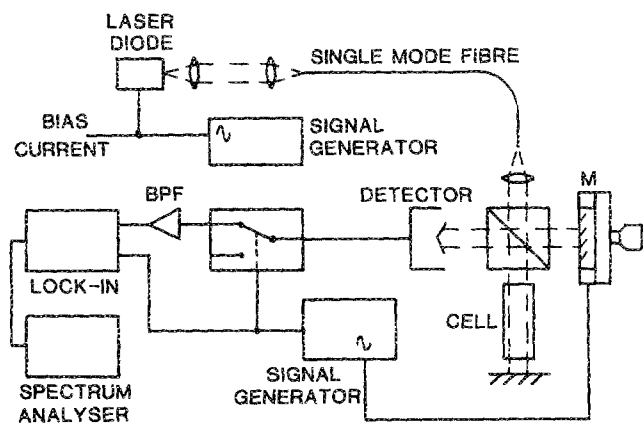 LASER
DIODE
SINGLE MODE FiBRE
BIAS
CURRENT
SIGNAL
GENERATOR
BPF
DETECTOR
M
LOCK-IN
CELL
SPECTRUM
ANALYSER
SIGNAL
GENERATOR